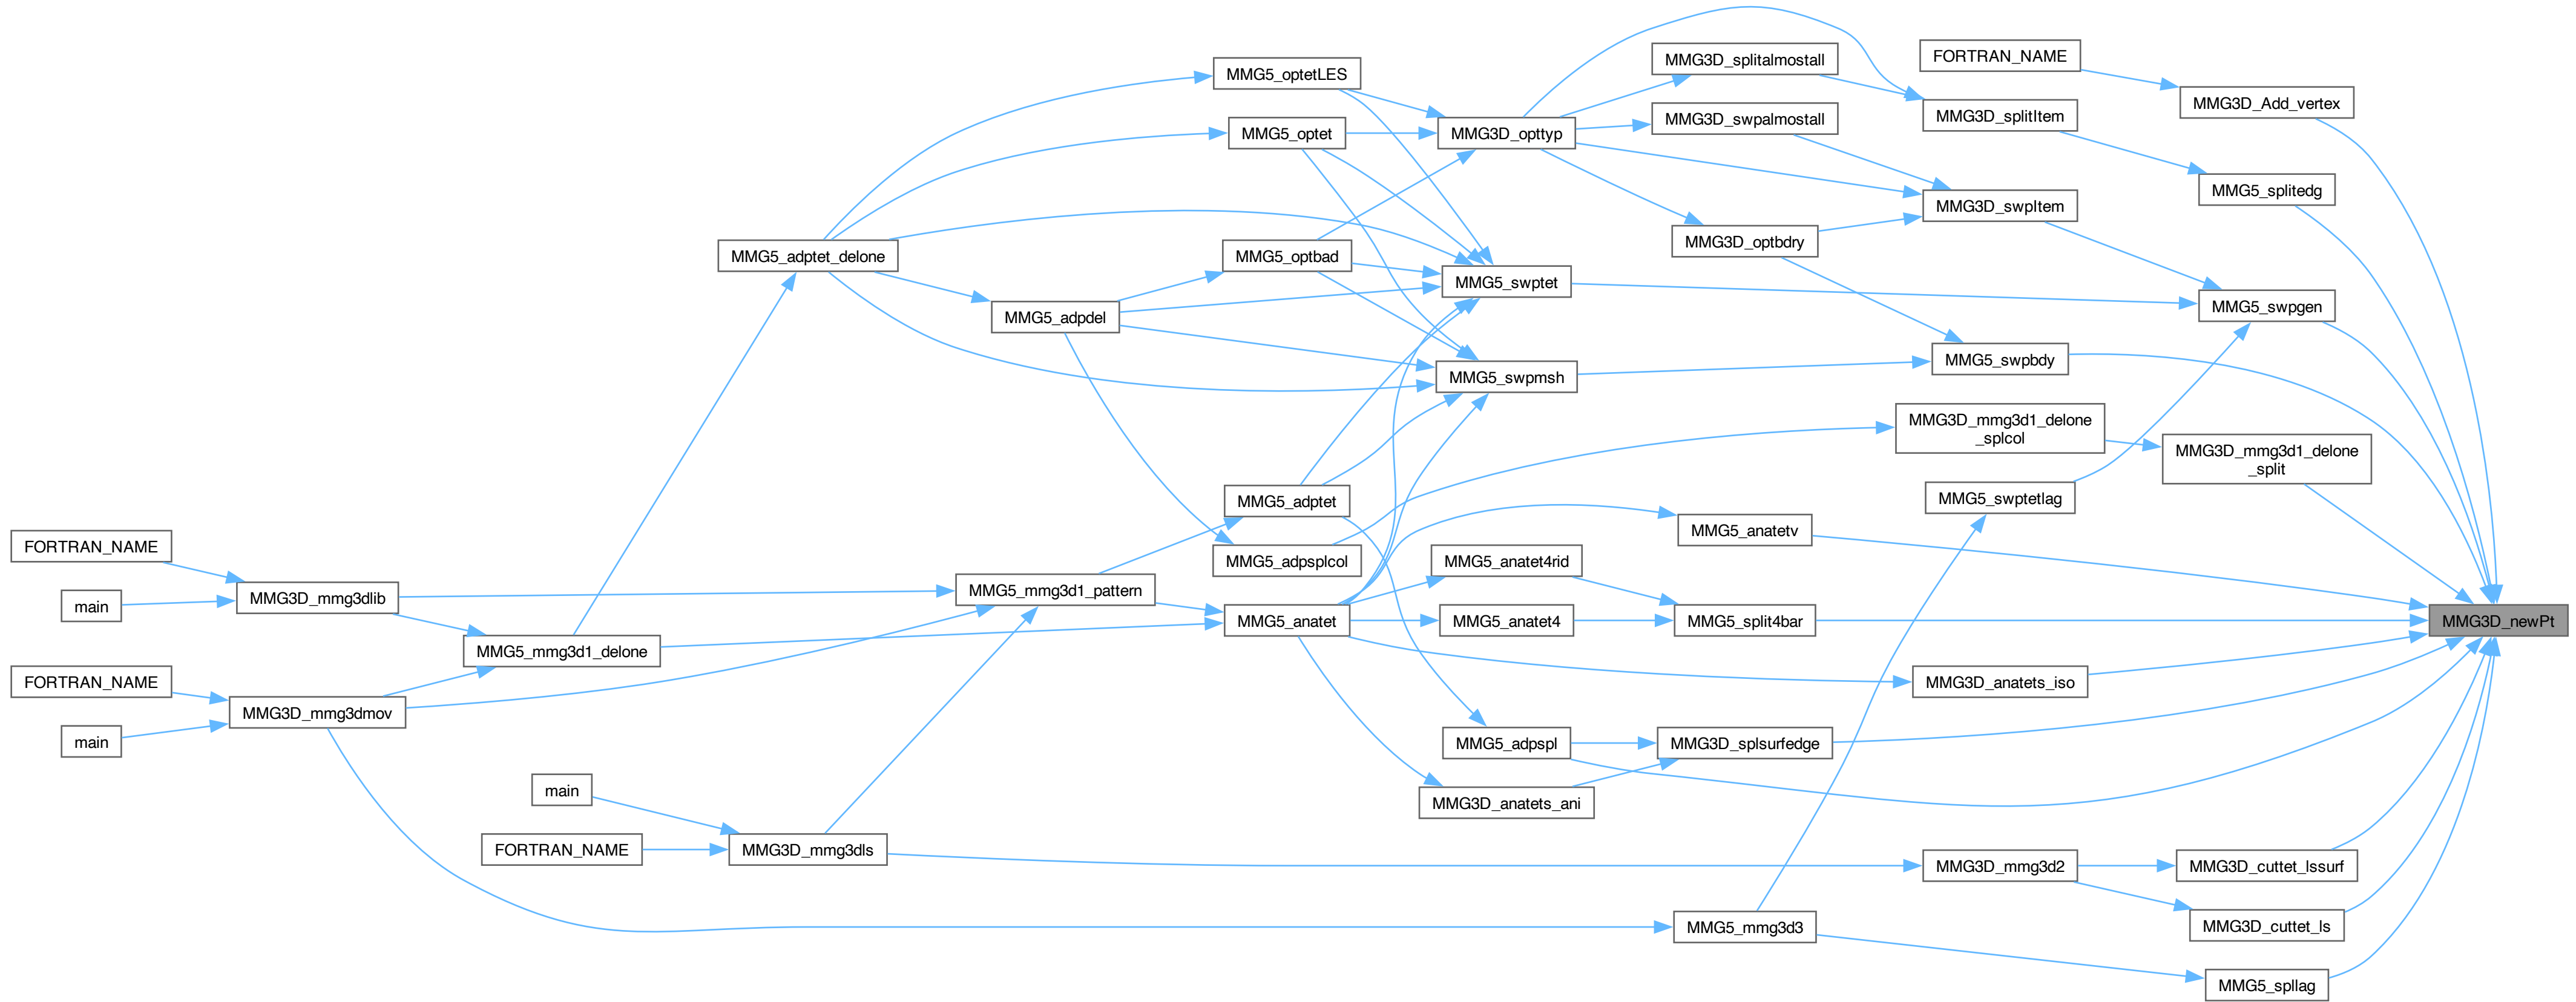 MMG5_optetLES
MMG3D_splitalmostall
FORTRAN_NAME
MMG3D_Add_vertex
MMG5_optet
MMG3D_opttyp
MMG3D_swpalmostall
MMG3D_splitItem
MMG5_splitedg
MMG3D_swpItem
MMG5_adptet_delone
MMG5_optbad
MMG3D_optbdry
MMG5_swptet
MMG5_swpgen
MMG5_adpdel
MMG5_swpbdy
MMG5_swpmsh
MMG3D_mmg3d1_delone
_splcol
MMG3D_mmg3d1_delone
_split
MMG5_adptet
MMG5_swptetlag
MMG5_anatetv
FORTRAN_NAME
MMG5_adpsplcol
MMG5_anatet4rid
MMG3D_mmg3dlib
main
MMG5_mmg3d1_pattern
MMG5_anatet
MMG5_anatet4
MMG5_split4bar
MMG3D_newPt
MMG5_mmg3d1_delone
FORTRAN_NAME
MMG3D_anatets_iso
MMG3D_mmg3dmov
main
MMG5_adpspl
MMG3D_splsurfedge
main
MMG3D_anatets_ani
FORTRAN_NAME
MMG3D_mmg3dls
MMG3D_mmg3d2
MMG3D_cuttet_lssurf
MMG5_mmg3d3
MMG3D_cuttet_ls
MMG5_spllag